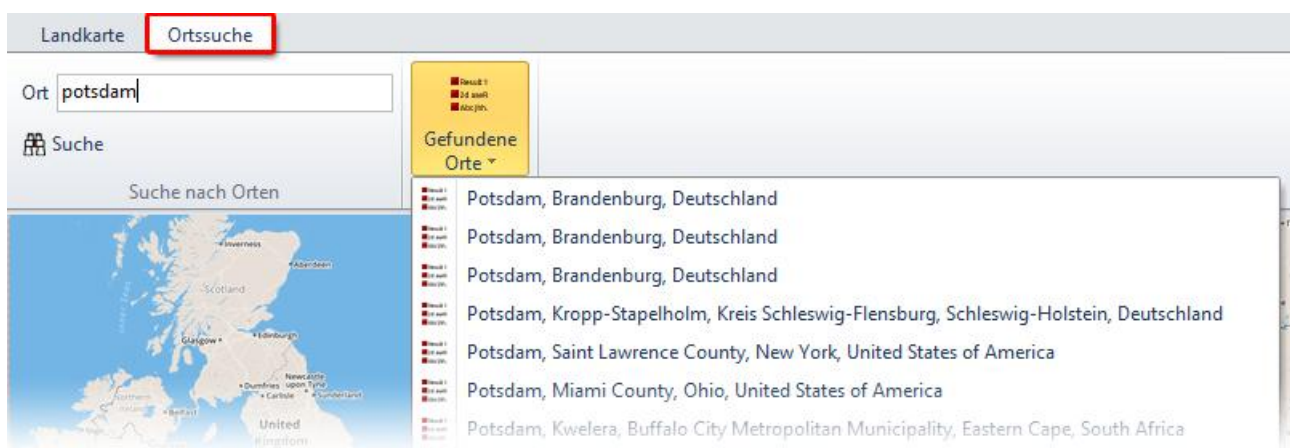 Landkarte Ortssuche
Ort potsdam
Suche
Suche nach Orten
Result 1
Gefundene
Orte
Potsdam, Brandenburg, Deutschland
Potsdam, Brandenburg, Deutschland
Potsdam, Brandenburg, Deutschland
Potsdam, Kropp-Stapelholm, Kreis Schleswig-Flensburg, Schleswig-Holstein, Deutschland
Potsdam, Saint Lawrence County, New York, United States of America
Potsdam, Miami County, Ohio, United States of America
Potsdam, Kwelera, Buffalo City Metropolitan Municipality, Eastern Cape, South Africa
Inverness
Aberdeen
Scotland
Glasgow
Edinburgh
Newcastle
upon Tyne
Dumfries
Carlisle
Sunderland
Northern
Belfast
United
Kingdom